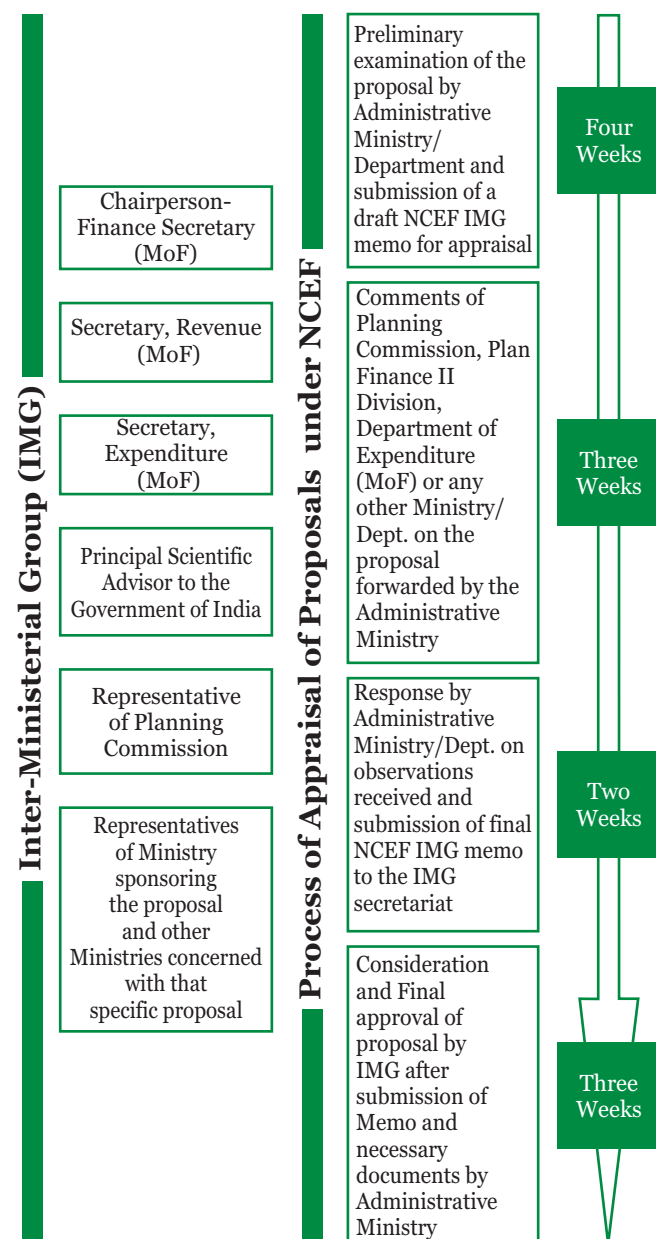 Inter-Ministerial Group (IMG)
Chairperson-
Finance Secretary
(MoF)
Secretary, Revenue
(MoF)
Secretary,
Expenditure
(MoF)
Principal Scientific
Advisor to the
Government of India
Representative
of Planning
Commission
Representatives
of Ministry
sponsoring
the proposal
and other
Ministries concerned
with that
specific proposal
Process of Appraisal of Proposals under NCEF
Preliminary
examination of the
proposal by
Administrative
Ministry/
Department and
submission of a
draft NCEF IMG
memo for appraisal
Four
Weeks
Comments of
Planning
Commission, Plan
Finance II
Division,
Department of
Expenditure
(MoF) or any
other Ministry/
Dept. on the
proposal
forwarded by the
Administrative
Ministry
Three
Weeks
Response by
Administrative
Ministry/Dept. on
observations
received and
submission of final
NCEF IMG memo
to the IMG
secretariat
Two
Weeks
Consideration
and Final
approval of
proposal by
IMG after
submission of
Memo and
necessary
documents by
Administrative
Ministry
Three
Weeks